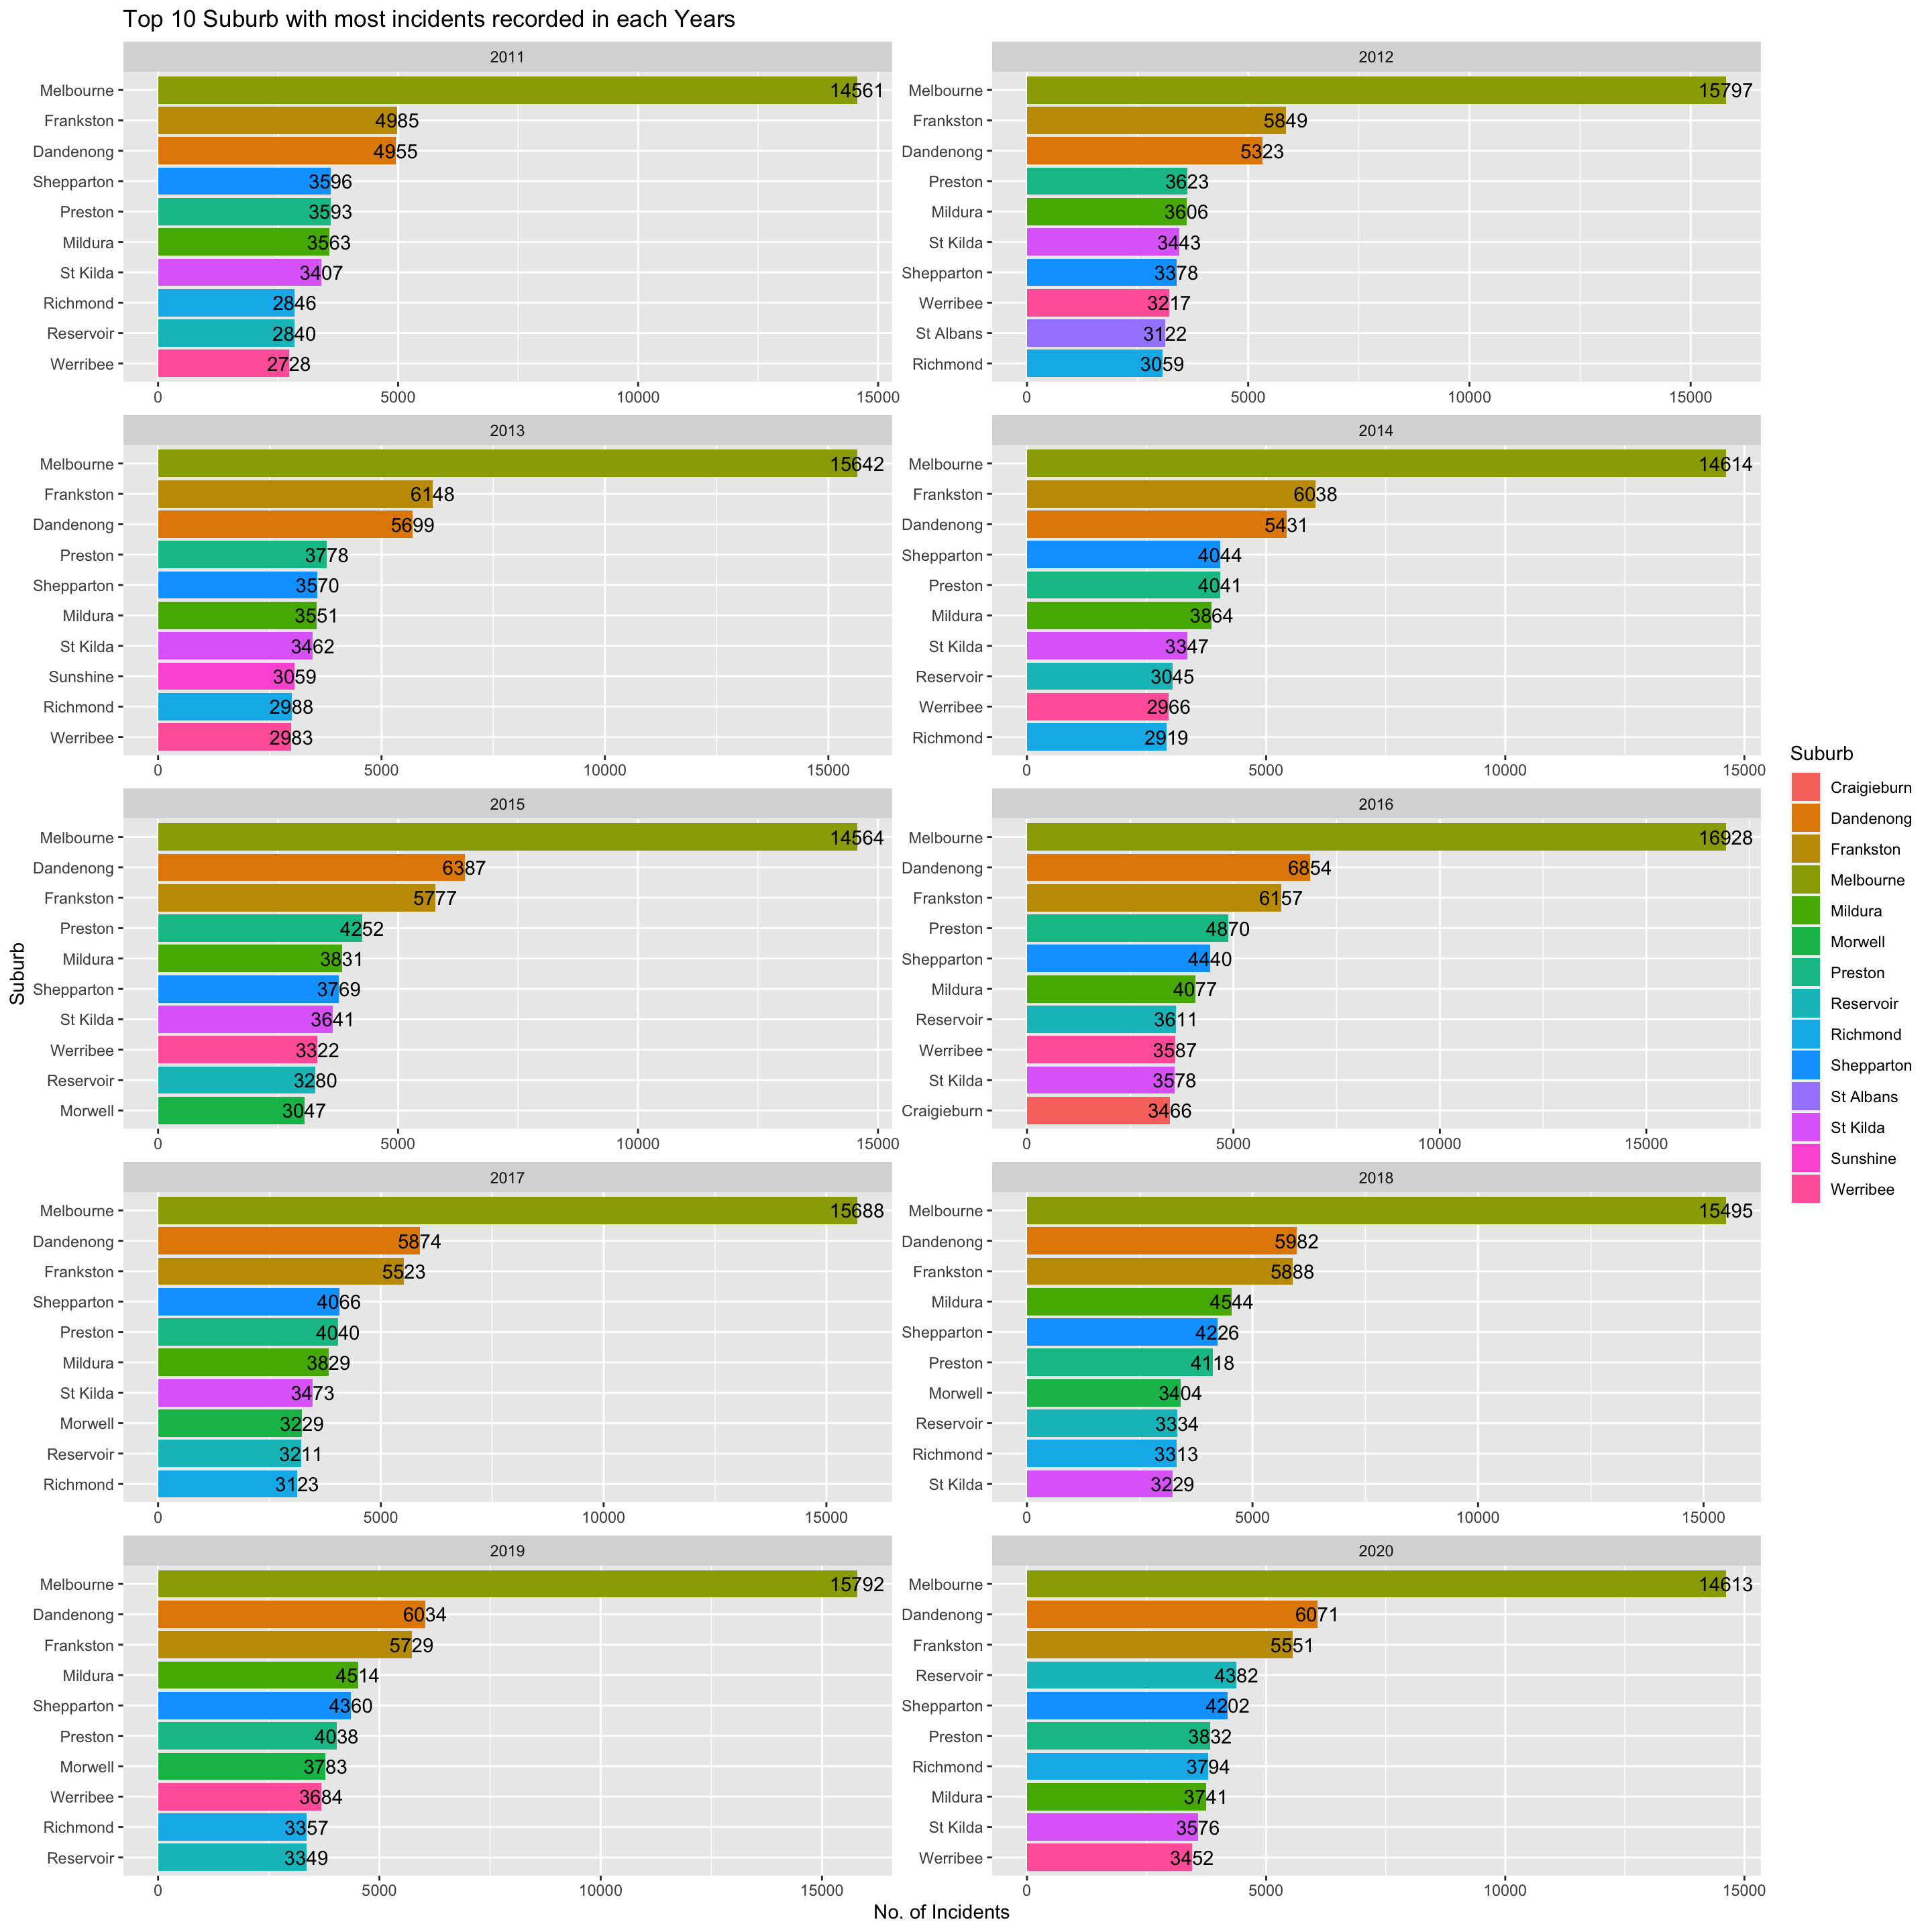 Top 10 Suburb with most incidents recorded in each Years
2011
Melbourne 14561
Frankston 4985
Dandenong 4955
Shepparton 3596
Preston 3593
Mildura 3563
St Kilda 3407
Richmond 2846
Reservoir 2840
Werribee 2728
0 5000 10000 15000
2012
Melbourne 15797
Frankston 5849
Dandenong 5323
Preston 3623
Mildura 3606
St Kilda 3443
Shepparton 3378
Werribee 3217
St Albans 3122
Richmond 3059
0 5000 10000 15000
2013
Melbourne 15642
Frankston 6148
Dandenong 5699
Preston 3778
Shepparton 3570
Mildura 3551
St Kilda 3462
Sunshine 3059
Richmond 2988
Werribee 2983
0 5000 10000 15000
2014
Melbourne 14614
Frankston 6038
Dandenong 5431
Shepparton 4044
Preston 4041
Mildura 3864
St Kilda 3347
Reservoir 3045
Werribee 2966
Richmond 2919
0 5000 10000 15000
2015
Melbourne 14564
Dandenong 6387
Frankston 5777
Preston 4252
Mildura 3831
Shepparton 3769
St Kilda 3641
Werribee 3322
Reservoir 3280
Morwell 3047
0 5000 10000 15000
2016
Melbourne 16928
Dandenong 6854
Frankston 6157
Preston 4870
Shepparton 4440
Mildura 4077
Reservoir 3611
Werribee 3587
St Kilda 3578
Craigieburn 3466
0 5000 10000 15000
2017
Melbourne 15688
Dandenong 5874
Frankston 5523
Shepparton 4066
Preston 4040
Mildura 3829
St Kilda 3473
Morwell 3229
Reservoir 3211
Richmond 3123
0 5000 10000 15000
2018
Melbourne 15495
Dandenong 5982
Frankston 5888
Mildura 4544
Shepparton 4226
Preston 4118
Morwell 3404
Reservoir 3334
Richmond 3313
St Kilda 3229
0 5000 10000 15000
2019
Melbourne 15792
Dandenong 6034
Frankston 5729
Mildura 4514
Shepparton 4360
Preston 4038
Morwell 3783
Werribee 3684
Richmond 3357
Reservoir 3349
0 5000 10000 15000
2020
Melbourne 14613
Dandenong 6071
Frankston 5551
Reservoir 4382
Shepparton 4202
Preston 3832
Richmond 3794
Mildura 3741
St Kilda 3576
Werribee 3452
0 5000 10000 15000
Suburb
No. of Incidents
Suburb
Craigieburn
Dandenong
Frankston
Melbourne
Mildura
Morwell
Preston
Reservoir
Richmond
Shepparton
St Albans
St Kilda
Sunshine
Werribee